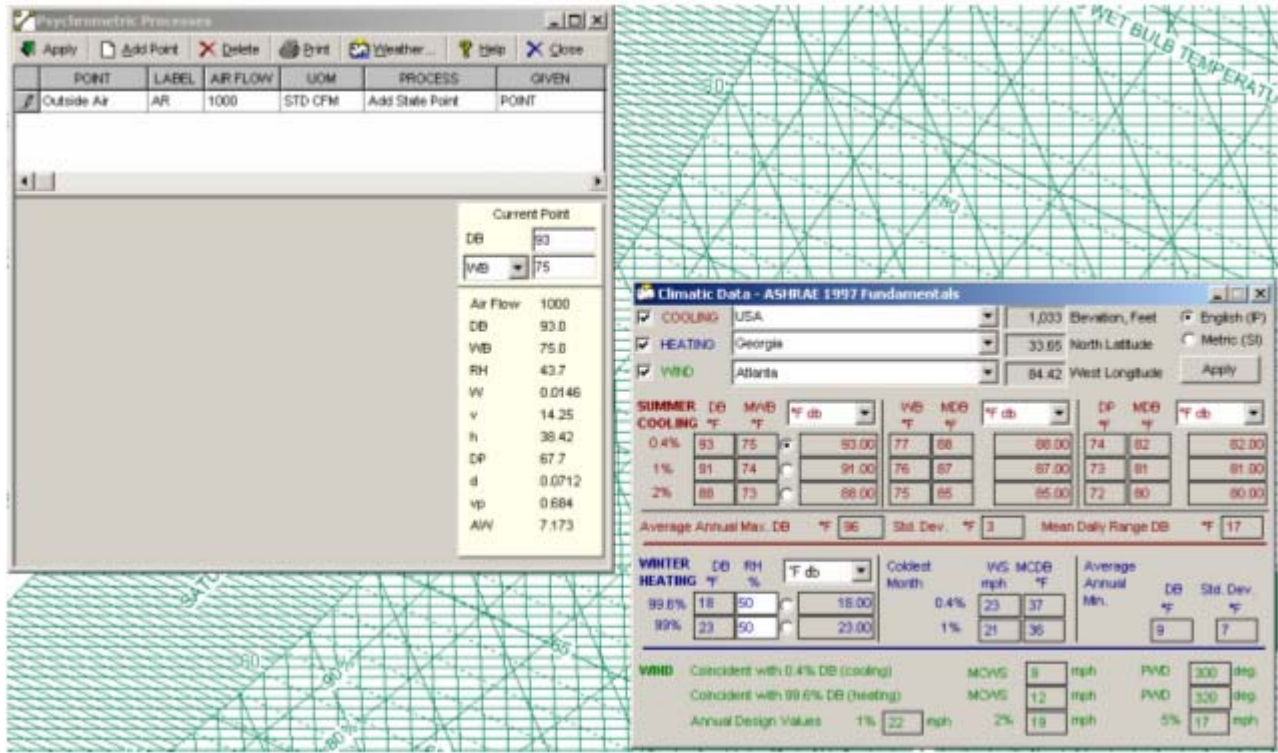 Psychrometric Processes
Apply Add Point Delete Print Weather... Help Close
POINT LABEL AIR FLOW UOM PROCESS GIVEN
Outside Air AR 1000 STD CFM Add State Point POINT
Current Point
DB 93
WB 75
Air Flow 1000
DB 93.0
WB 75.0
RH 43.7
W 0.0146
v 14.25
h 38.42
DP 67.7
d 0.0712
vp 0.684
AW 7.173
WET BULB TEMPERATU
80
Climatic Data - ASHRAE 1997 Fundamentals
COOLING USA 1,033 Elevation, Feet English (IP)
HEATING Georgia 33.65 North Latitude Metric (SI)
WIND Atlanta 84.42 West Longitude Apply
SUMMER DB MWB °F db WB MDB °F db DP MDB °F db
COOLING °F °F °F °F °F °F
0.4% 93 75 93.00 77 88 88.00 74 82 82.00
1% 91 74 91.00 76 87 87.00 73 81 81.00
2% 88 73 88.00 75 85 85.00 72 80 80.00
Average Annual Max. DB °F 96 Std. Dev. °F 3 Mean Daily Range DB °F 17
WINTER DB RH °F db Coldest WS MCDB Average
HEATING °F % Month mph °F Annual DB Std. Dev.
99.6% 18 50 18.00 0.4% 23 37 Min. °F °F
99% 23 50 23.00 1% 21 36 9 7
WIND Coincident with 0.4% DB (cooling) MCWS 9 mph PWD 300 deg
Coincident with 99.6% DB (heating) MCWS 12 mph PWD 320 deg
Annual Design Values 1% 22 mph 2% 19 mph 5% 17 mph
SATU
60
90%
80%
65